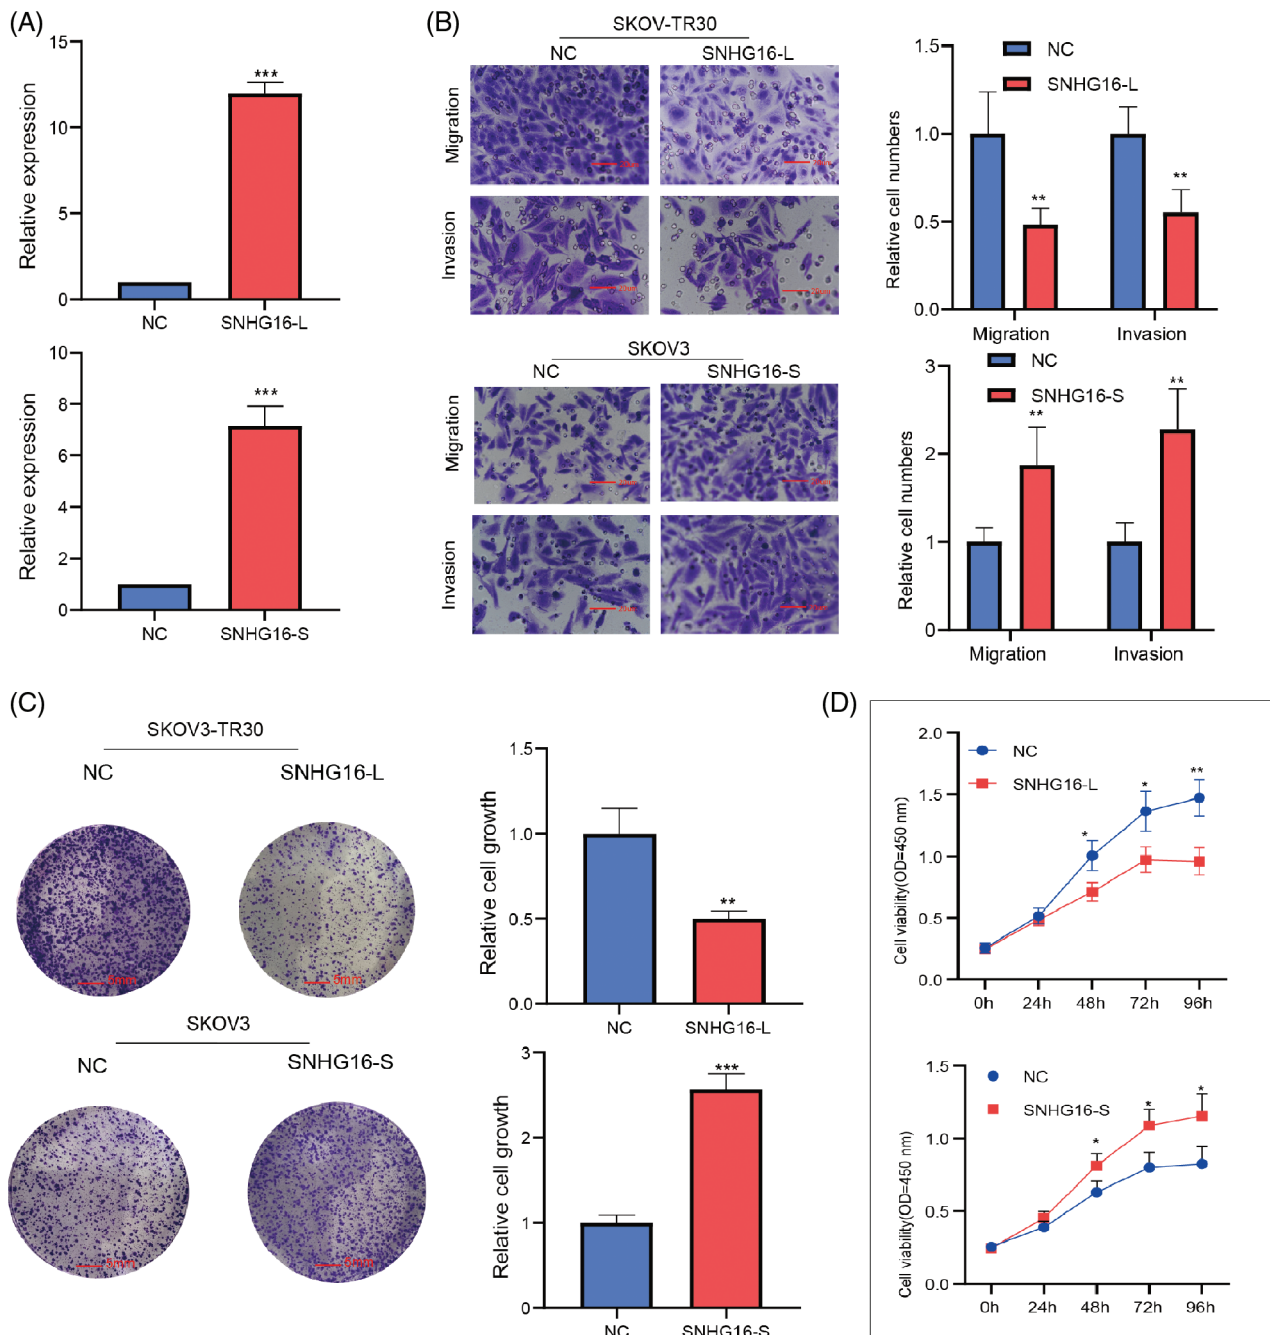 (A)
15
10
5
0
Relative expression
***
NC
SNHG16-L
10
8
6
4
2
0
Relative expression
***
NC
SNHG16-S
(B)
SKOV-TR30
NC
SNHG16-L
Migration
Invasion
SKOV3
NC
SNHG16-S
Migration
Invasion
1.5
1.0
0.5
0.0
Relative cell numbers
NC
SNHG16-L
**
**
Migration
Invasion
3
2
1
0
Relative cell numbers
NC
SNHG16-S
**
**
Migration
Invasion
(C)
SKOV3-TR30
NC
SNHG16-L
5mm
5mm
SKOV3
NC
SNHG16-S
5mm
5mm
1.5
1.0
0.5
0.0
Relative cell growth
**
NC
SNHG16-L
3
2
1
0
Relative cell growth
***
NC
SNHG16-S
(D)
2.0
1.5
1.0
0.5
0.0
Cell viability(OD=450 nm)
NC
SNHG16-L
*
*
**
0h
24h
48h
72h
96h
1.5
1.0
0.5
0.0
Cell viability(OD=450 nm)
NC
SNHG16-S
*
*
*
0h
24h
48h
72h
96h